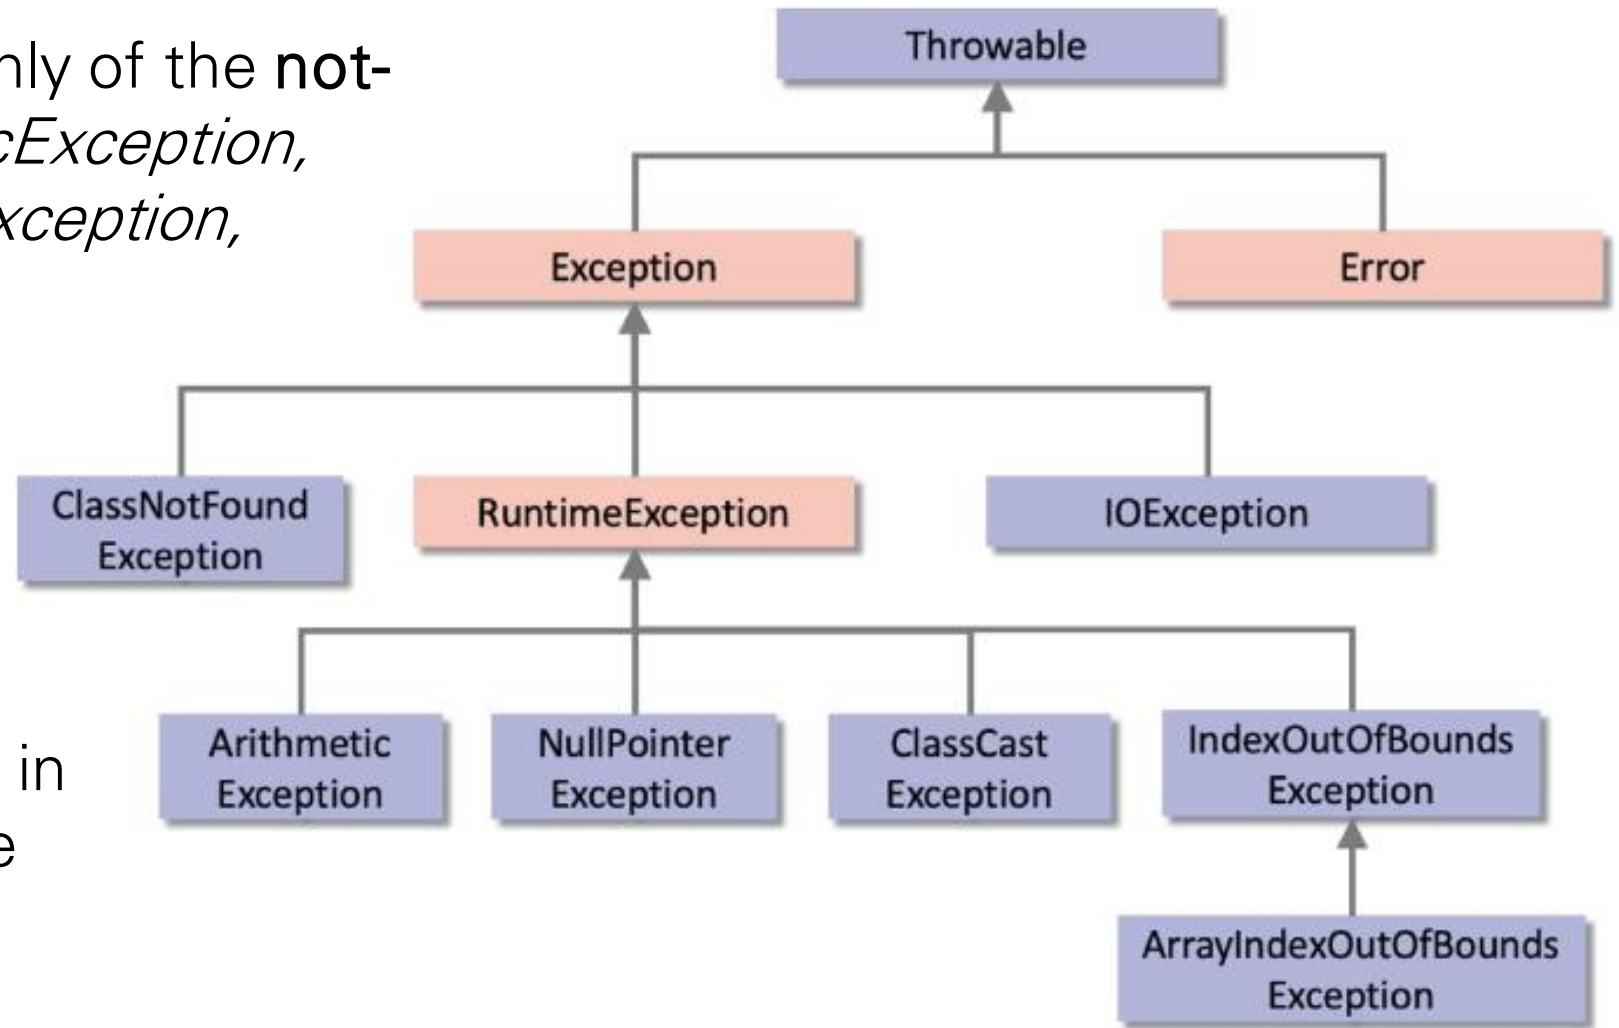 nly of the not-
cException,
xception,
in
e
Throwable
Exception
Error
ClassNotFound
Exception
RuntimeException
IOException
Arithmetic
Exception
NullPointer
Exception
ClassCast
Exception
IndexOutOfBounds
Exception
ArrayIndexOutOfBounds
Exception